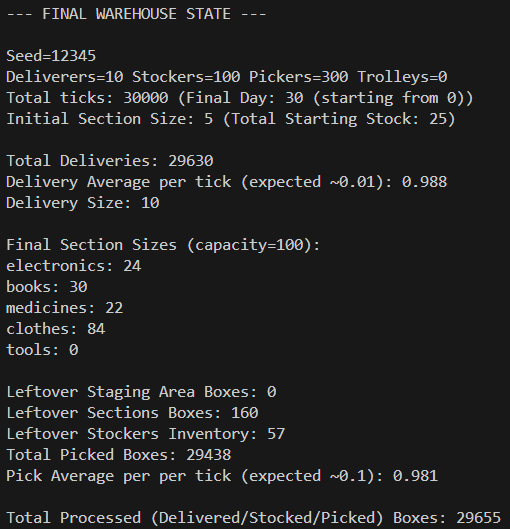 --- FINAL WAREHOUSE STATE ---
Seed=12345
Deliverers=10 Stockers=100 Pickers=300 Trolleys=0
Total ticks: 30000 (Final Day: 30 (starting from 0))
Initial Section Size: 5 (Total Starting Stock: 25)
Total Deliveries: 29630
Delivery Average per tick (expected ~0.01): 0.988
Delivery Size: 10
Final Section Sizes (capacity=100):
electronics: 24
books: 30
medicines: 22
clothes: 84
tools: 0
Leftover Staging Area Boxes: 0
Leftover Sections Boxes: 160
Leftover Stockers Inventory: 57
Total Picked Boxes: 29438
Pick Average per per tick (expected ~0.1): 0.981
Total Processed (Delivered/Stocked/Picked) Boxes: 29655